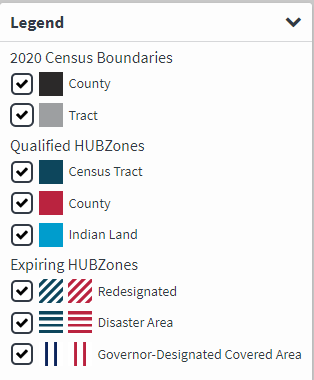 Legend
2020 Census Boundaries
County
Tract
Qualified HUBZones
Census Tract
County
Indian Land
Expiring HUBZones
Redesignated
Disaster Area
Governor-Designated Covered Area